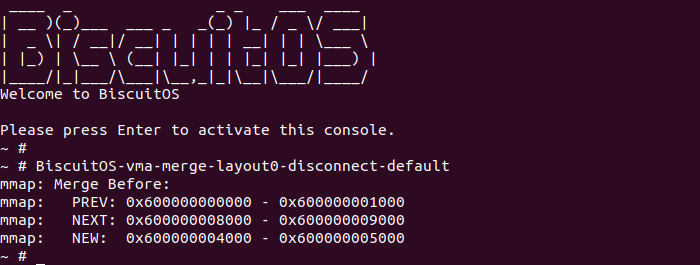 BiscuitOS
Welcome to BiscuitOS
Please press Enter to activate this console.
~ #
~ # BiscuitOS-vma-merge-layout0-disconnect-default
mmap: Merge Before:
mmap:   PREV: 0x600000000000 - 0x600000001000
mmap:   NEXT: 0x600000008000 - 0x600000009000
mmap:   NEW:  0x600000004000 - 0x600000005000
~ #